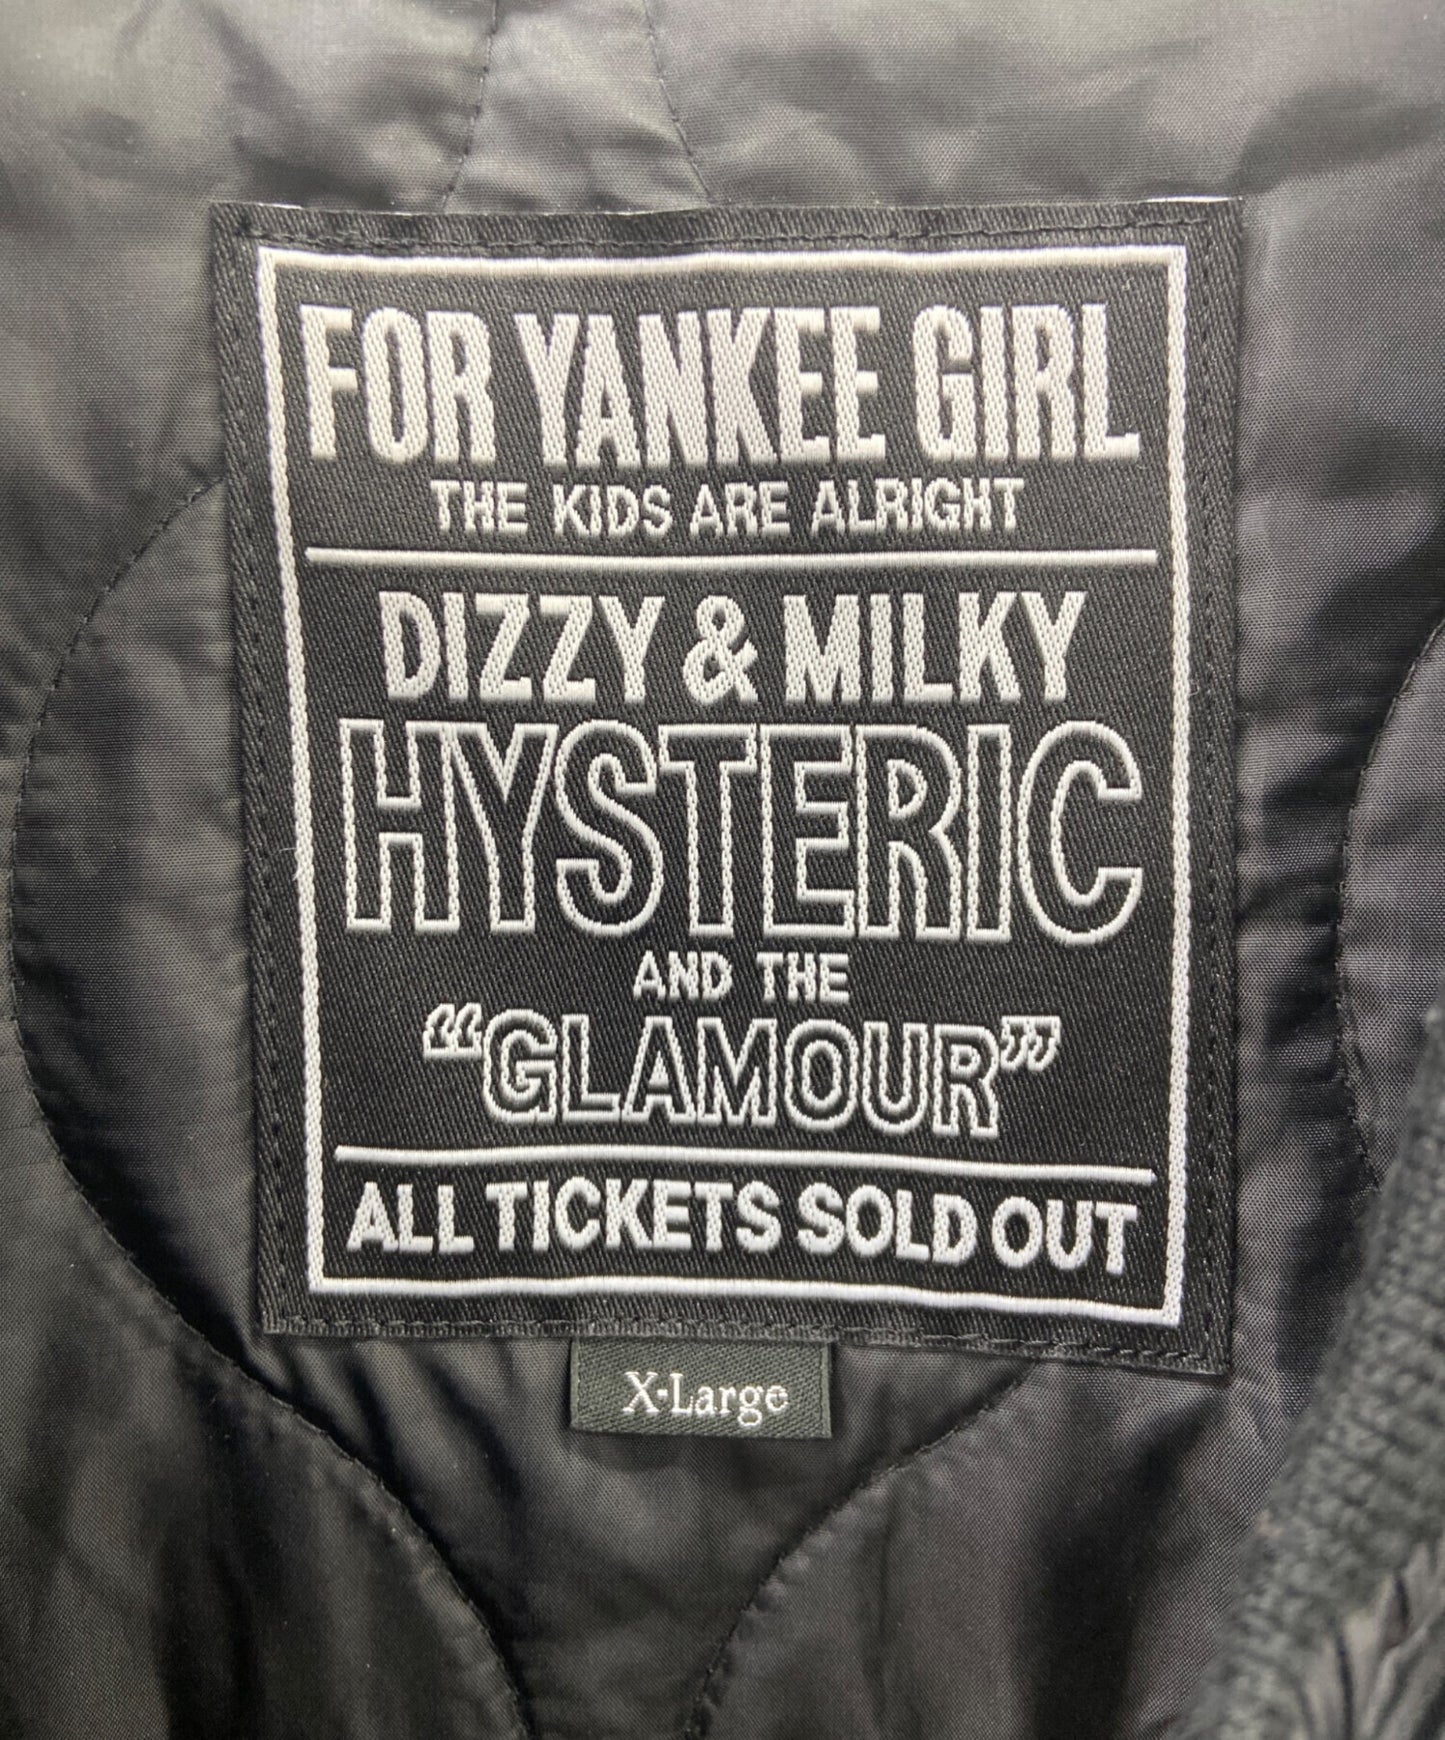 FOR YANKEE GIRL
THE KIDS ARE ALRIGHT
DIZZY & MILKY
HYSTERIC
AND THE
“GLAMOUR”
ALL TICKETS SOLD OUT
X-Large